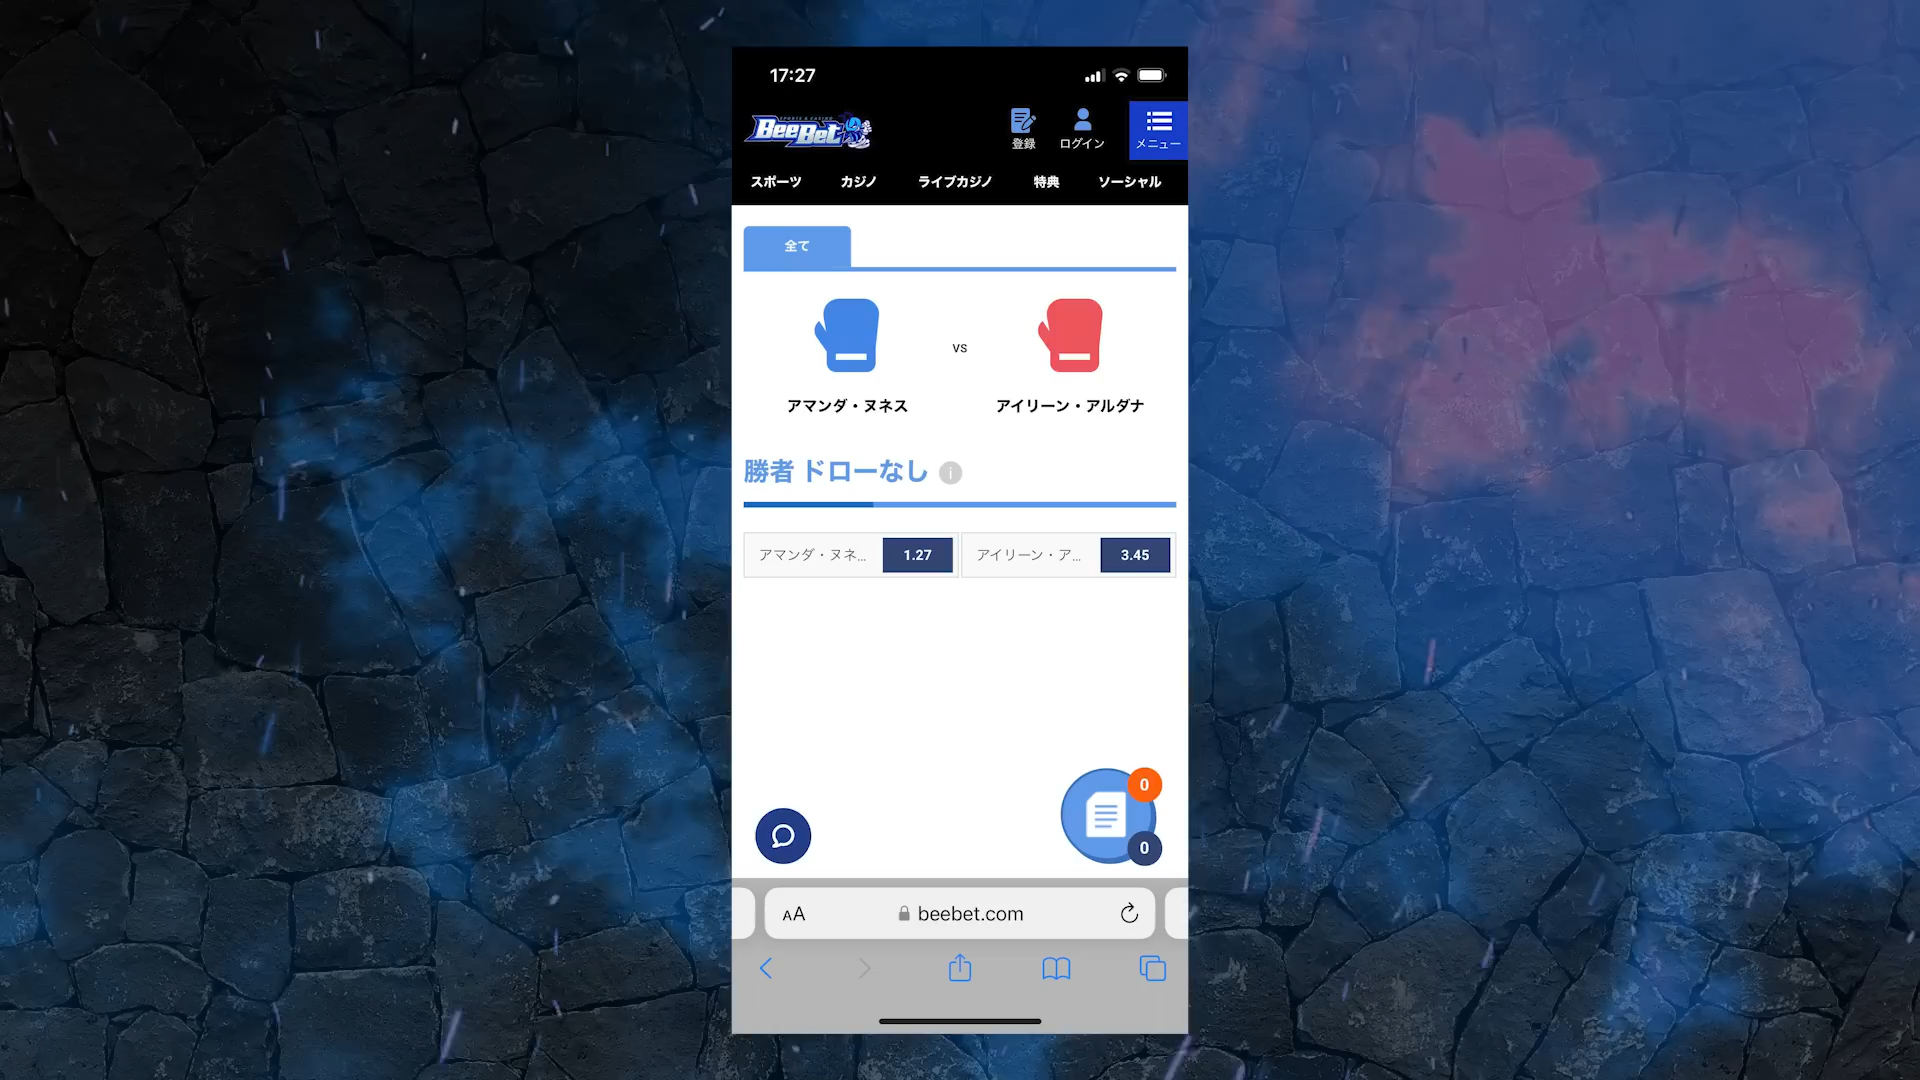 17:27
SPORTS & CASINO
BeeBet
登録
ログイン
メニュー
スポーツ
カジノ
ライブカジノ
特典
ソーシャル
全て
vs
アマンダ・ヌネス
アイリーン・アルダナ
勝者 ドローなし
アマンダ・ヌネ...
1.27
アイリーン・ア...
3.45
0
0
AA
beebet.com